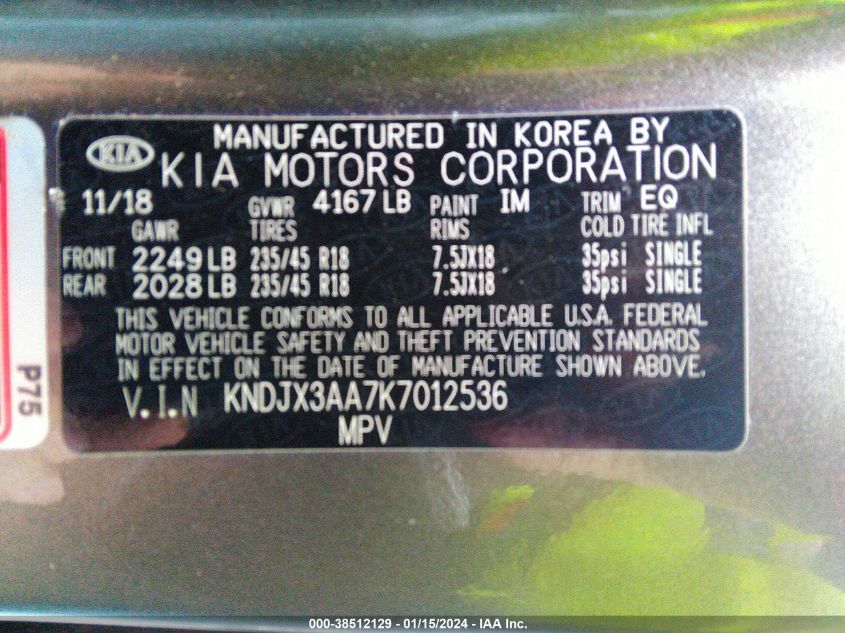 MANUFACTURED IN KOREA BY
KIA KIA MOTORS CORPORATION
11/18 GVWR 4167 LB PAINT IM TRIM EQ
GAWR TIRES RIMS COLD TIRE INFL
FRONT 2249 LB 235/45 R18 7.5JX18 35psi SINGLE
REAR 2028 LB 235/45 R18 7.5JX18 35psi SINGLE
THIS VEHICLE CONFORMS TO ALL APPLICABLE U.S.A. FEDERAL
MOTOR VEHICLE SAFETY AND THEFT PREVENTION STANDARDS
IN EFFECT ON THE DATE OF MANUFACTURE SHOWN ABOVE.
V.I.N KNDJX3AA7K7012536
MPV
P75
000-38512129 - 01/15/2024 - IAA Inc.